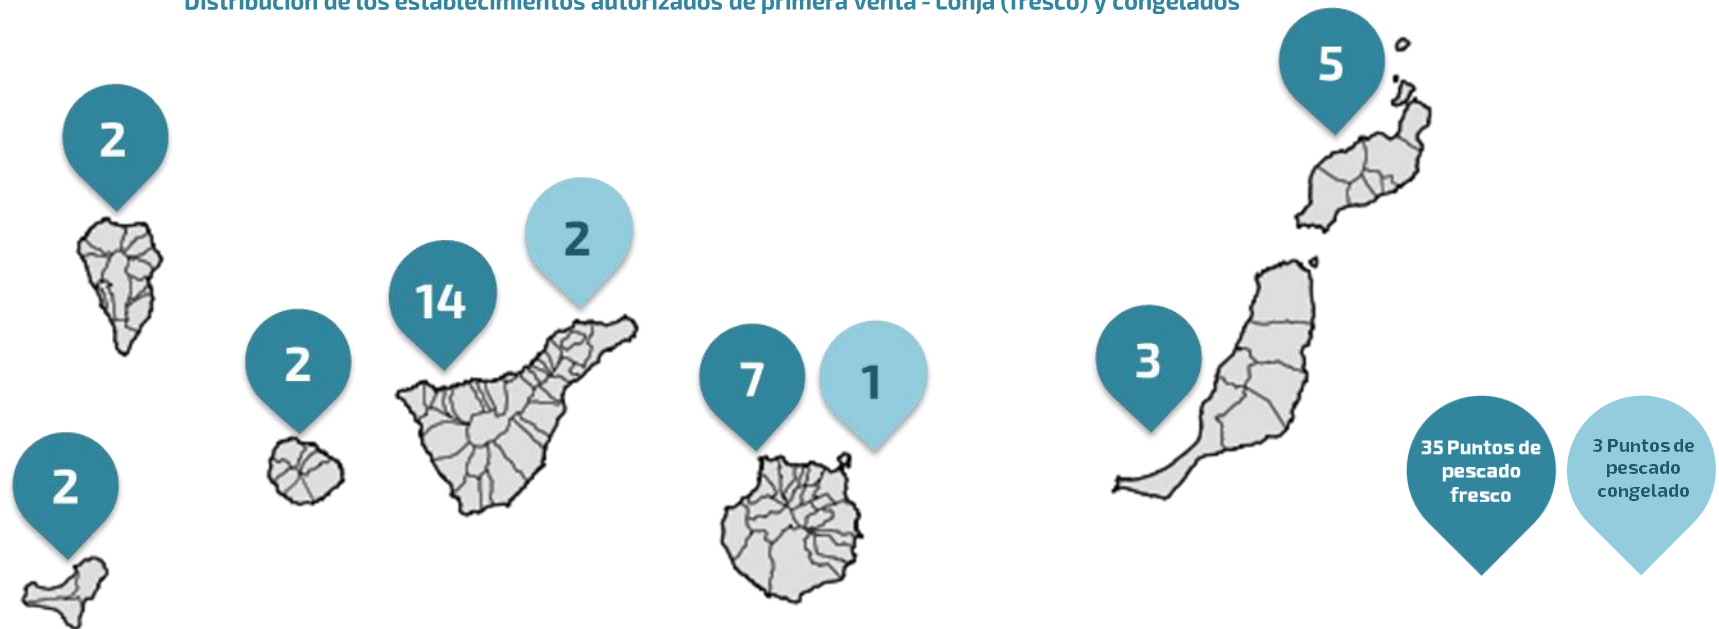 Distribución de los establecimientos autorizados de primera venta - Lonja (fresco) y congelados
5
2
2
14
2
7
1
3
2
35 Puntos de
pescado
fresco
3 Puntos de
pescado
congelado